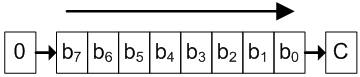 0 b₇ b₆ b₅ b₄ b₃ b₂ b₁ b₀ C